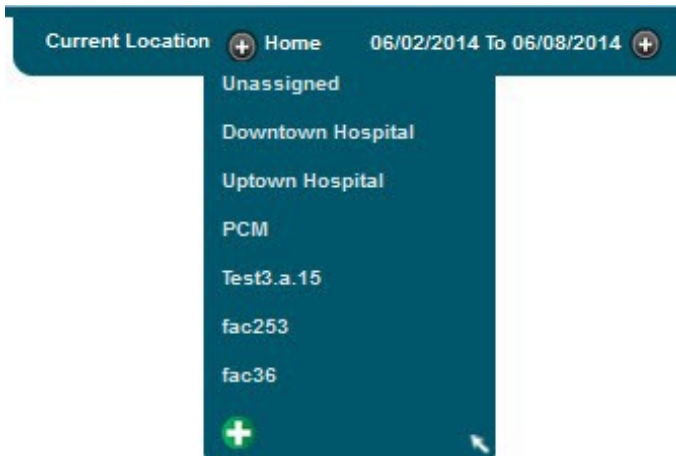 Current Location Home 06/02/2014 To 06/08/2014
Unassigned
Downtown Hospital
Uptown Hospital
PCM
Test3.a.15
fac253
fac36